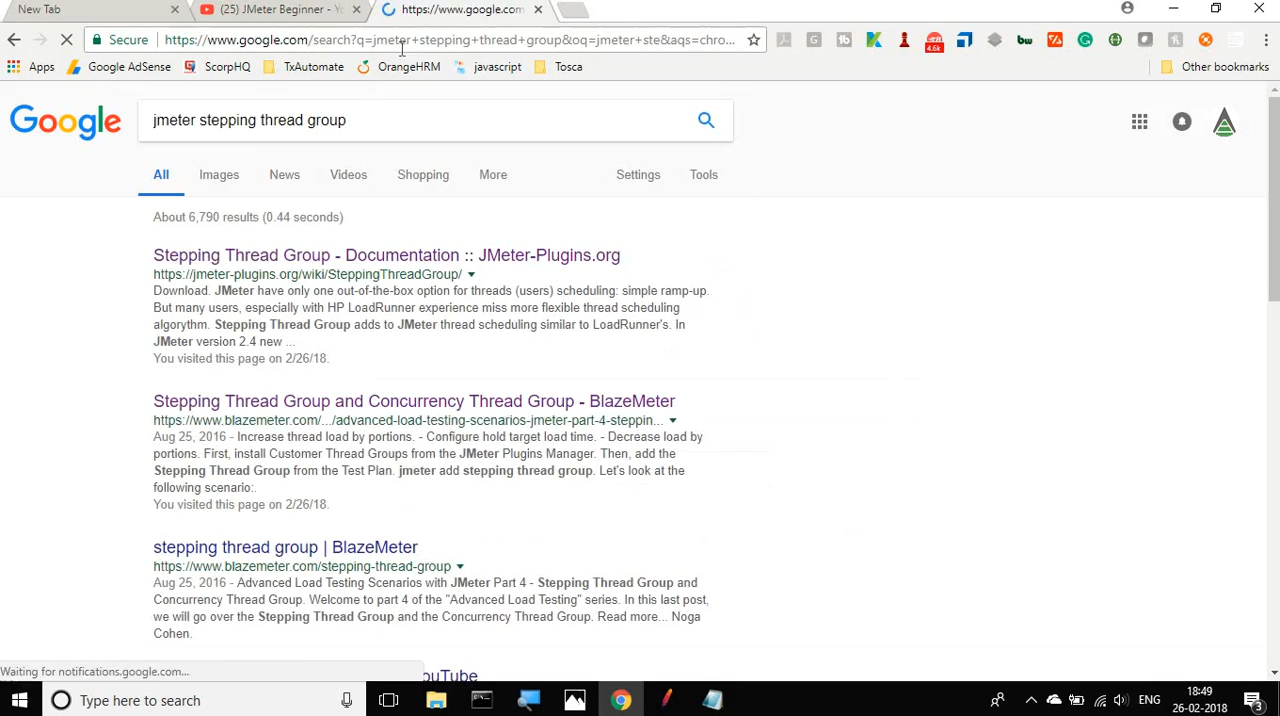 New Tab
(25) JMeter Beginner - Yo
https://www.google.com
Secure
https://www.google.com/search?q=jmeter+stepping+thread+group&oq=jmeter+ste&aqs=chro...
4.6k
bw
Apps
Google AdSense
ScorpHQ
TxAutomate
OrangeHRM
javascript
Tosca
Other bookmarks
Google
jmeter stepping thread group
All
Images
News
Videos
Shopping
More
Settings
Tools
About 6,790 results (0.44 seconds)
Stepping Thread Group - Documentation :: JMeter-Plugins.org
https://jmeter-plugins.org/wiki/SteppingThreadGroup/
Download. JMeter have only one out-of-the-box option for threads (users) scheduling: simple ramp-up.
But many users, especially with HP LoadRunner experience miss more flexible thread scheduling
algorythm. Stepping Thread Group adds to JMeter thread scheduling similar to LoadRunner's. In
JMeter version 2.4 new ...
You visited this page on 2/26/18.
Stepping Thread Group and Concurrency Thread Group - BlazeMeter
https://www.blazemeter.com/.../advanced-load-testing-scenarios-jmeter-part-4-steppin...
Aug 25, 2016 - Increase thread load by portions. - Configure hold target load time. - Decrease load by
portions. First, install Customer Thread Groups from the JMeter Plugins Manager. Then, add the
Stepping Thread Group from the Test Plan. jmeter add stepping thread group. Let's look at the
following scenario:.
You visited this page on 2/26/18.
stepping thread group | BlazeMeter
https://www.blazemeter.com/stepping-thread-group
Aug 25, 2016 - Advanced Load Testing Scenarios with JMeter Part 4 - Stepping Thread Group and
Concurrency Thread Group. Welcome to part 4 of the "Advanced Load Testing" series. In this last post,
we will go over the Stepping Thread Group and the Concurrency Thread Group. Read more... Noga
Cohen.
Waiting for notifications.google.com...
ouTube
Type here to search
ENG
18:49
26-02-2018
3